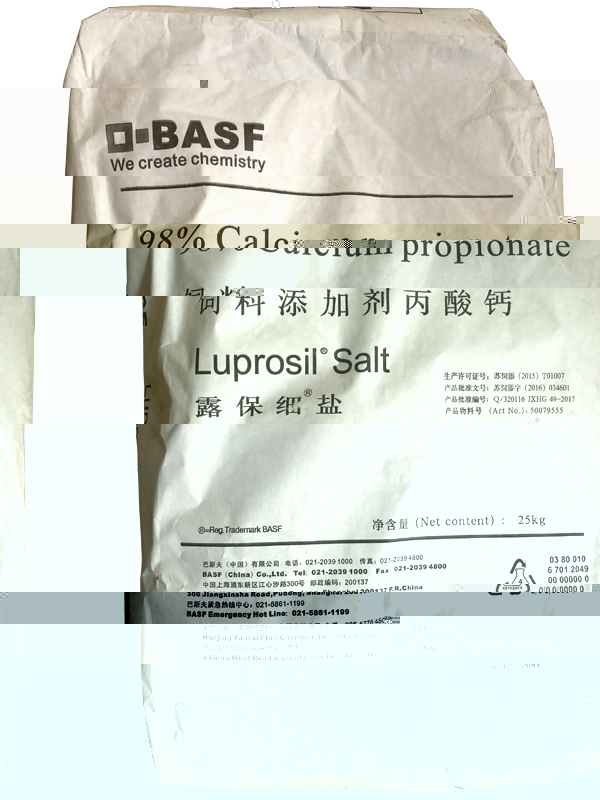 BASF
We create chemistry
98% Calcium propionate
饲料添加剂丙酸钙
Luprosil® Salt
露保细®盐
生产许可证号: 苏饲添 (2015) T01007
产品批准文号: 苏饲添字 (2016) 034601
产品批准编号: Q/320116 JXHG 49-2017
产品物料号 (Art No.): 50079555
®=Reg.Trademark BASF
净含量 (Net content) : 25kg
巴斯夫 (中国) 有限公司 电话: 021-2039 1000 传真: 021-2039 4800
BASF (China) Co.,Ltd. Tel: 021-2039 1000 Fax 021-2039 4800
中国上海浦东新区江心沙路300号 邮政编码: 200137
300 Jiangxinsha Road,Pudong, Shanghai 200137 P.R.China
巴斯夫紧急热线中心: 021-5861-1199
BASF Emergency Hot Line: 021-5861-1199
03 80 010
6 701 2049
00 00000 0
China